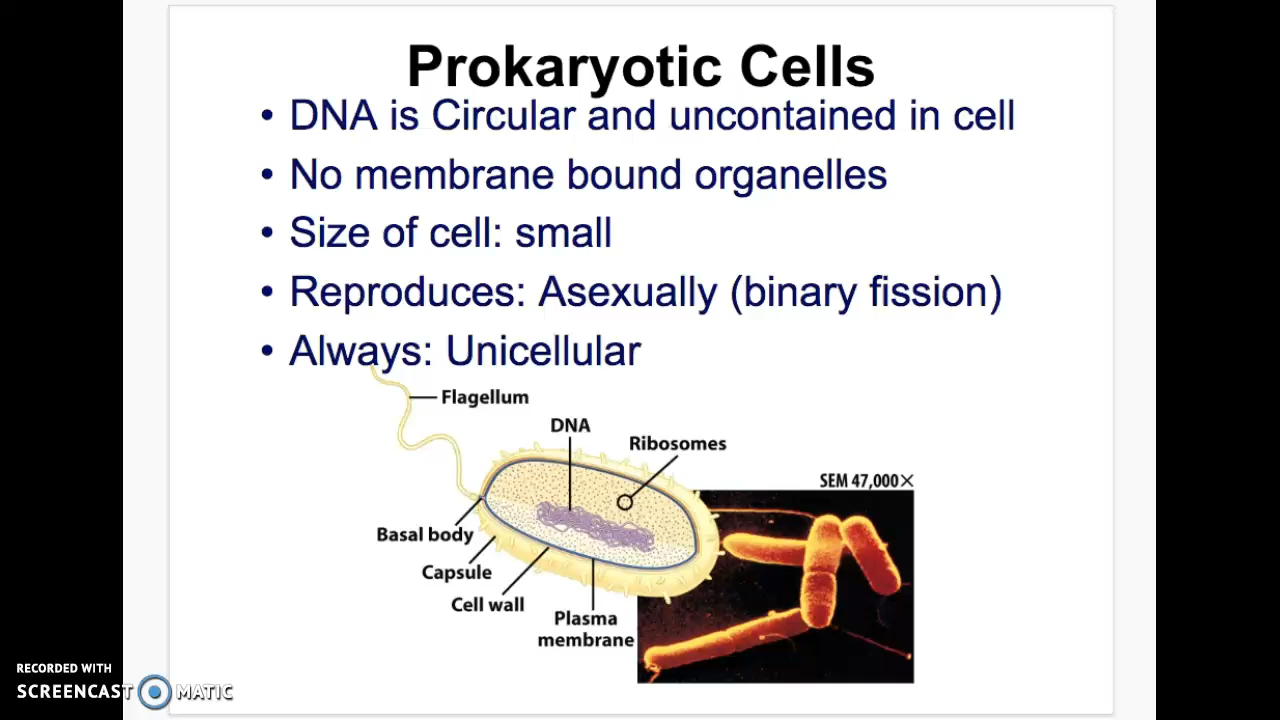 Prokaryotic Cells
• DNA is Circular and uncontained in cell
• No membrane bound organelles
• Size of cell: small
• Reproduces: Asexually (binary fission)
• Always: Unicellular
Flagellum
DNA
Ribosomes
SEM 47,000×
Basal body
Capsule
Cell wall
Plasma
membrane
RECORDED WITH
SCREENCAST MATIC